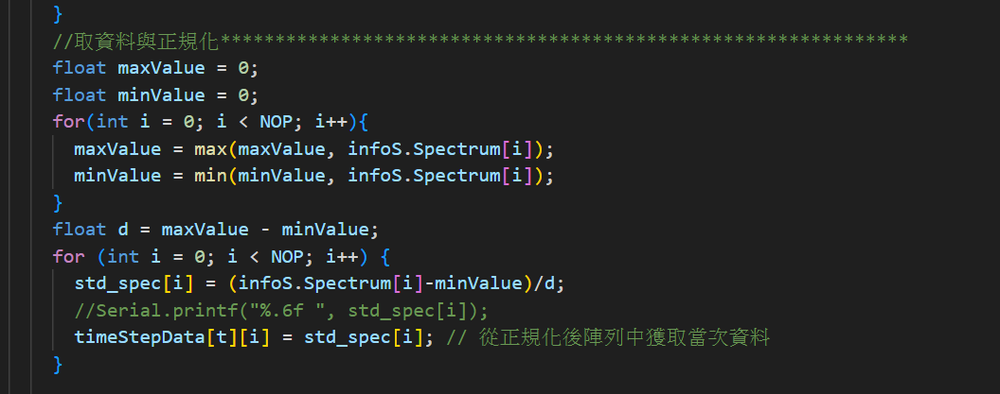 }
//取資料與正規化***************************************************************
float maxValue = 0;
float minValue = 0;
for(int i = 0; i < NOP; i++){
maxValue = max(maxValue, infoS.Spectrum[i]);
minValue = min(minValue, infoS.Spectrum[i]);
}
float d = maxValue - minValue;
for (int i = 0; i < NOP; i++) {
std_spec[i] = (infoS.Spectrum[i]-minValue)/d;
//Serial.printf("%.6f ", std_spec[i]);
timeStepData[t][i] = std_spec[i]; // 從正規化後陣列中獲取當次資料
}